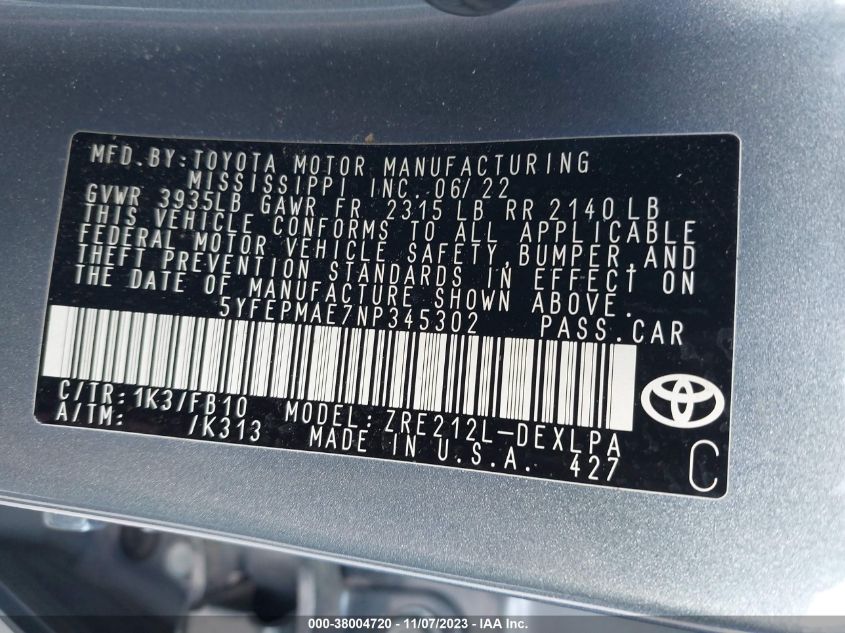 MFD.BY:TOYOTA MOTOR MANUFACTURING
MISSISSIPPI INC. 06/22
GVWR 3935LB GAWR FR 2315 LB RR 2140 LB
THIS VEHICLE CONFORMS TO ALL APPLICABLE
FEDERAL MOTOR VEHICLE SAFETY,BUMPER,AND
THEFT PREVENTION STANDARDS IN EFFECT ON
THE DATE OF MANUFACTURE SHOWN ABOVE.
5YFEPMAE7NP345302 PASS.CAR
C/TR:1K3/FB10 MODEL:ZRE212L-DEXLPA
A/TM: /K313 MADE IN U.S.A. 427
C
000-38004720 — 11/07/2023 — IAA Inc.